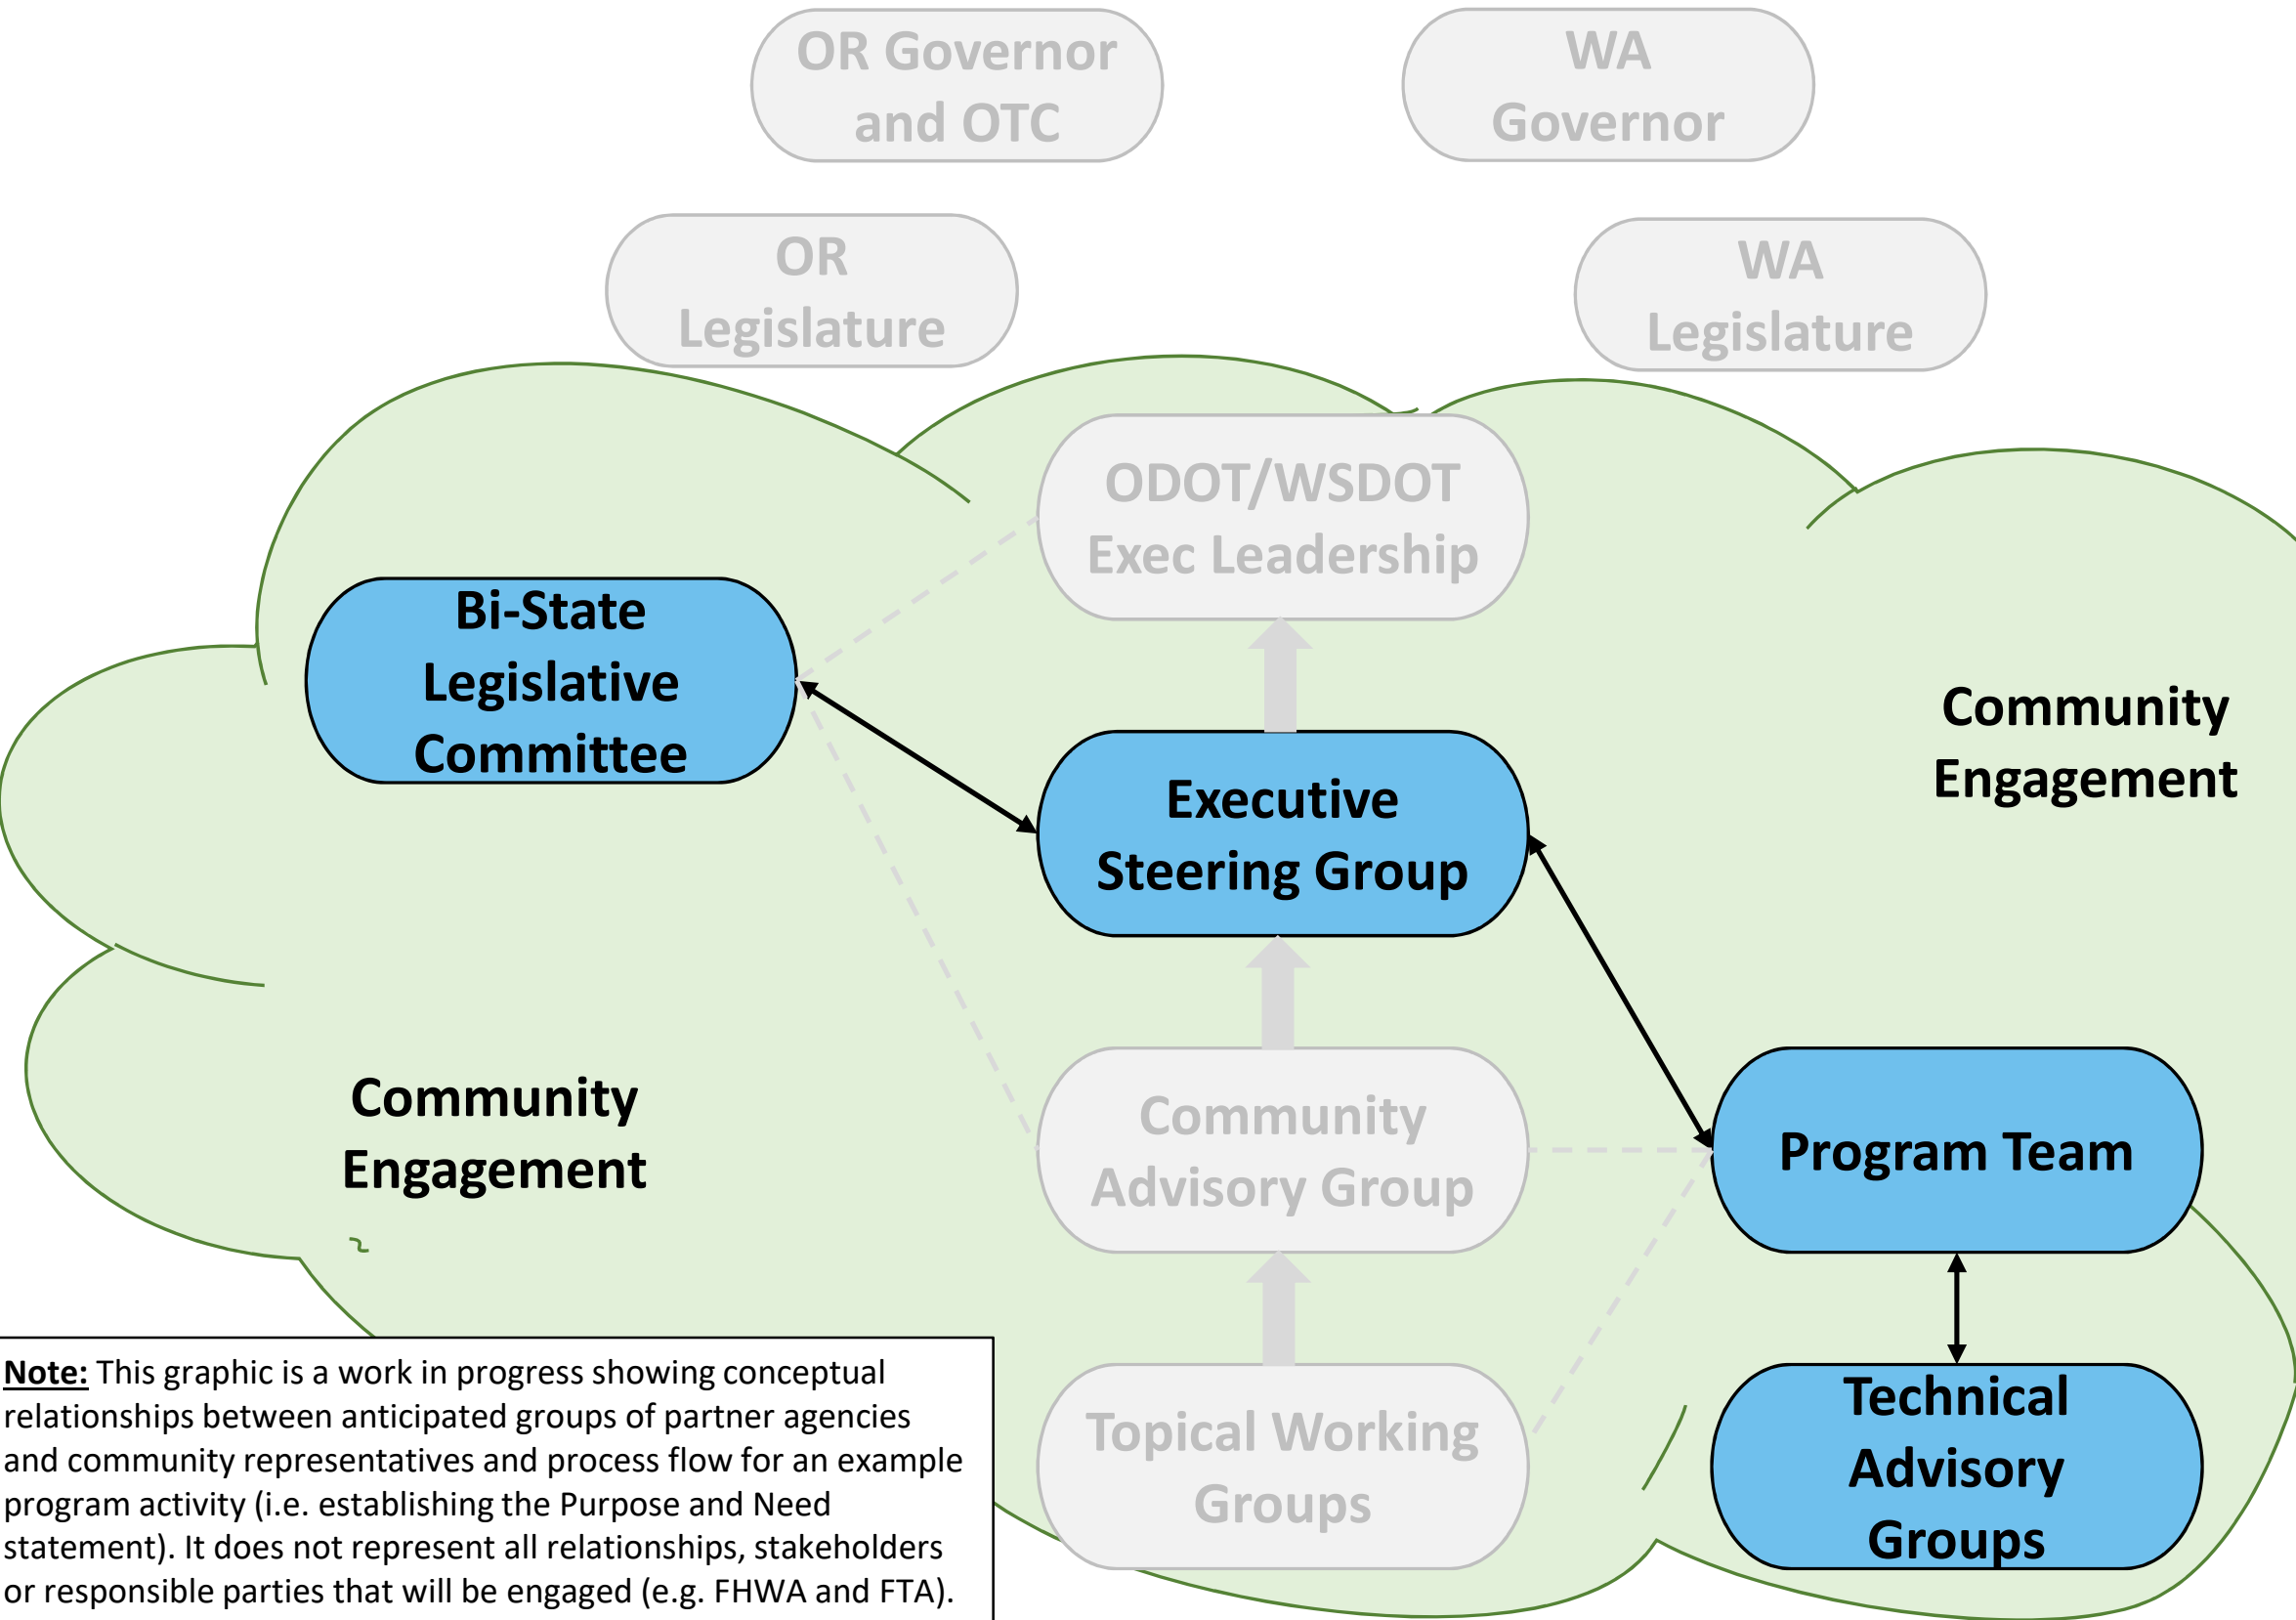 OR Governor
and OTC
WA
Governor
OR
Legislature
WA
Legislature
ODOT/WSDOT
Exec Leadership
Bi-State
Legislative
Committee
Community
Engagement
Executive
Steering Group
Community
Engagement
Community
Advisory Group
Program Team
Topical Working
Groups
Technical
Advisory
Groups
Note: This graphic is a work in progress showing conceptual
relationships between anticipated groups of partner agencies
and community representatives and process flow for an example
program activity (i.e. establishing the Purpose and Need
statement). It does not represent all relationships, stakeholders
or responsible parties that will be engaged (e.g. FHWA and FTA).